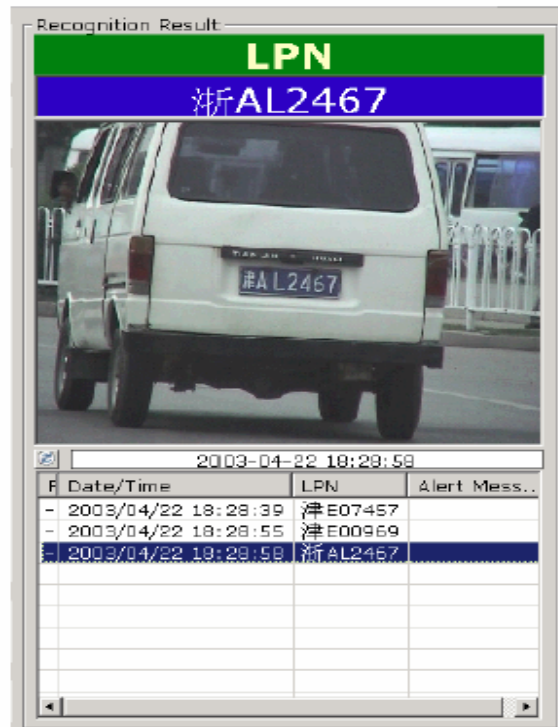 Recognition Result
LPN
浙AL2467
津AL2467
2003-04-22 18:28:58
F Date/Time LPN Alert Mess..
- 2003/04/22 18:28:39 津E07457
- 2003/04/22 18:28:55 津E00969
- 2003/04/22 18:28:58 浙AL2467